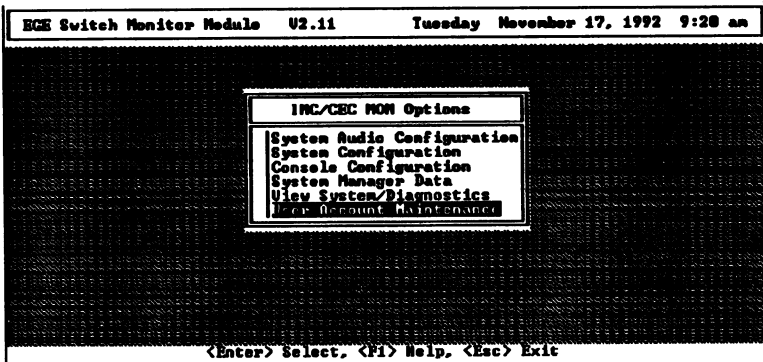 EGE Switch Monitor Module V2.11 Tuesday November 17, 1992 9:28 am
IMC/CEC MOM Options
System Audio Configuration
System Configuration
Console Configuration
System Manager Data
View System/Diagnostics
User Account Maintenance
<Enter> Select, <F1> Help, <Esc> Exit